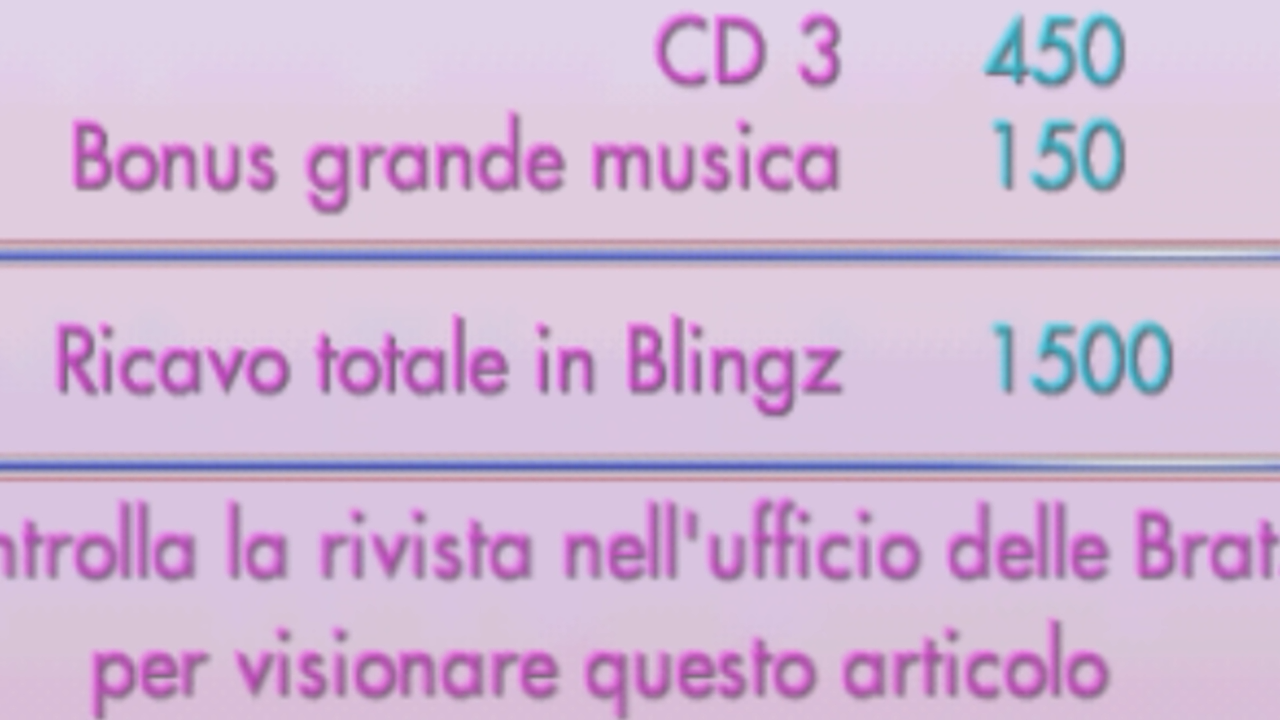 CD 3 450
Bonus grande musica 150
Ricavo totale in Blingz 1500
ntrolla la rivista nell'ufficio delle Brat
per visionare questo articolo